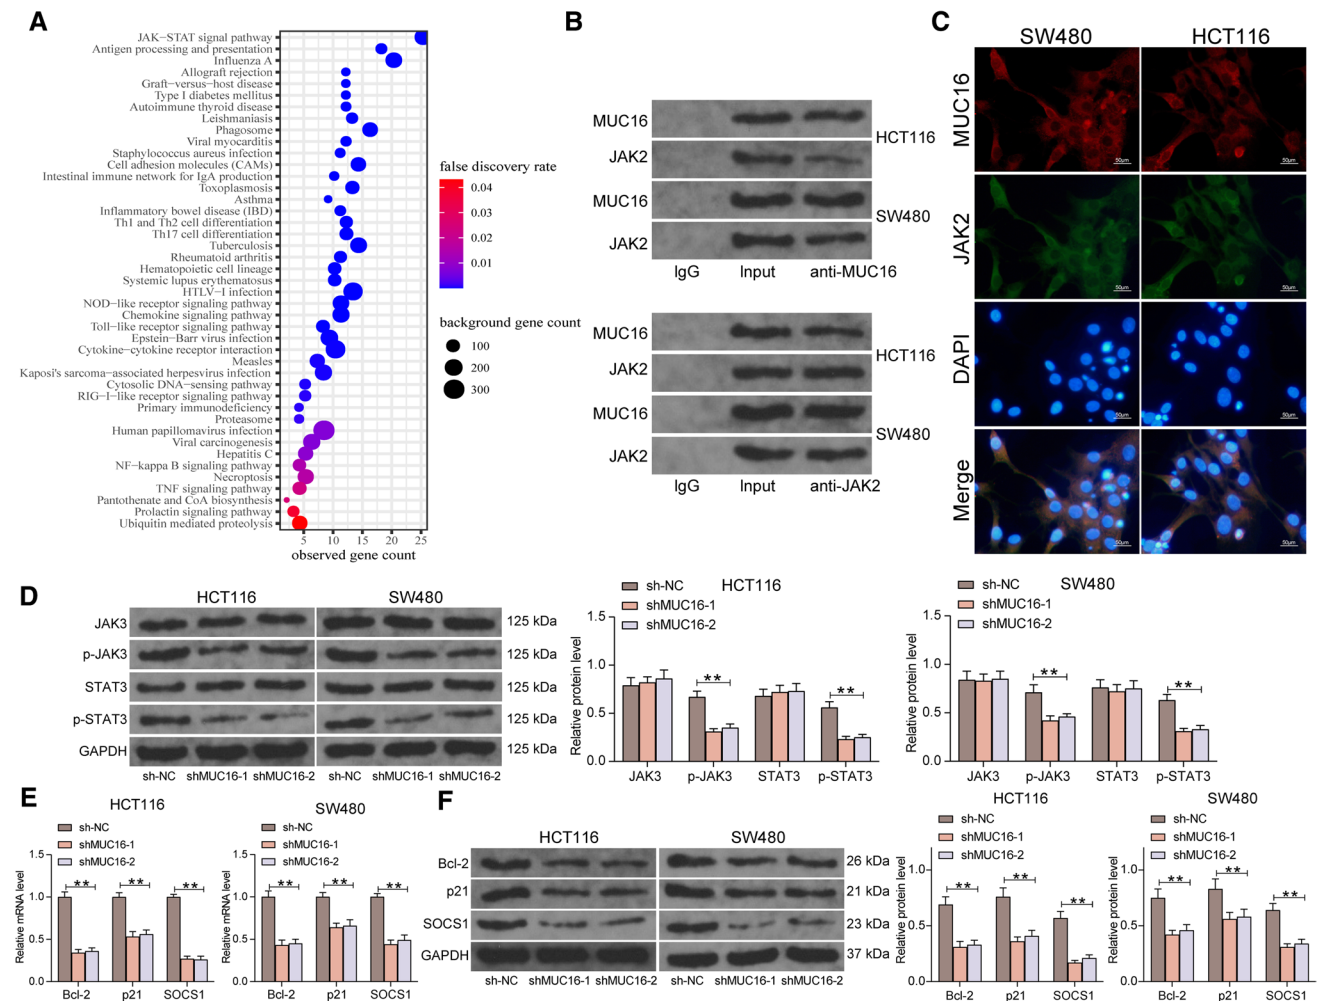 A
JAK−STAT signal pathway
Antigen processing and presentation
Influenza A
Allograft rejection
Graft−versus−host disease
Type I diabetes mellitus
Autoimmune thyroid disease
Leishmaniasis
Phagosome
Viral myocarditis
Staphylococcus aureus infection
Cell adhesion molecules (CAMs)
Intestinal immune network for IgA production
Toxoplasmosis
Asthma
Inflammatory bowel disease (IBD)
Th1 and Th2 cell differentiation
Th17 cell differentiation
Tuberculosis
Rheumatoid arthritis
Hematopoietic cell lineage
Systemic lupus erythematosus
HTLV−I infection
NOD−like receptor signaling pathway
Chemokine signaling pathway
Toll−like receptor signaling pathway
Epstein−Barr virus infection
Cytokine−cytokine receptor interaction
Measles
Kaposi's sarcoma−associated herpesvirus infection
Cytosolic DNA−sensing pathway
RIG−I−like receptor signaling pathway
Primary immunodeficiency
Proteasome
Human papillomavirus infection
Viral carcinogenesis
Hepatitis C
NF−kappa B signaling pathway
Necroptosis
TNF signaling pathway
Pantothenate and CoA biosynthesis
Prolactin signaling pathway
Ubiquitin mediated proteolysis
5 10 15 20 25
observed gene count
false discovery rate
0.04
0.03
0.02
0.01
background gene count
100
200
300
B
MUC16
JAK2
HCT116
MUC16
JAK2
SW480
IgG Input anti-MUC16
MUC16
JAK2
HCT116
MUC16
JAK2
SW480
IgG Input anti-JAK2
C
SW480 HCT116
MUC16
50µm 50µm
JAK2
50µm 50µm
DAPI
50µm 50µm
Merge
50µm 50µm
D
HCT116 SW480
JAK3 125 kDa
p-JAK3 125 kDa
STAT3 125 kDa
p-STAT3 125 kDa
GAPDH 125 kDa
sh-NC shMUC16-1 shMUC16-2 sh-NC shMUC16-1 shMUC16-2
HCT116
sh-NC
shMUC16-1
shMUC16-2
Relative protein level
1.5
1.0
0.5
0.0
**
**
JAK3 p-JAK3 STAT3 p-STAT3
SW480
sh-NC
shMUC16-1
shMUC16-2
Relative protein level
1.5
1.0
0.5
0.0
**
**
JAK3 p-JAK3 STAT3 p-STAT3
E
HCT116
sh-NC
shMUC16-1
shMUC16-2
Relative mRNA level
1.5
1.0
0.5
0.0
** ** **
Bcl-2 p21 SOCS1
SW480
sh-NC
shMUC16-1
shMUC16-2
Relative mRNA level
1.5
1.0
0.5
0.0
** ** **
Bcl-2 p21 SOCS1
F
HCT116 SW480
Bcl-2 26 kDa
p21 21 kDa
SOCS1 23 kDa
GAPDH 37 kDa
sh-NC shMUC16-1 shMUC16-2 sh-NC shMUC16-1 shMUC16-2
HCT116
sh-NC
shMUC16-1
shMUC16-2
Relative protein level
1.0
0.5
0.0
** ** **
Bcl-2 p21 SOCS1
SW480
sh-NC
shMUC16-1
shMUC16-2
Relative protein level
1.0
0.5
0.0
** ** **
Bcl-2 p21 SOCS1